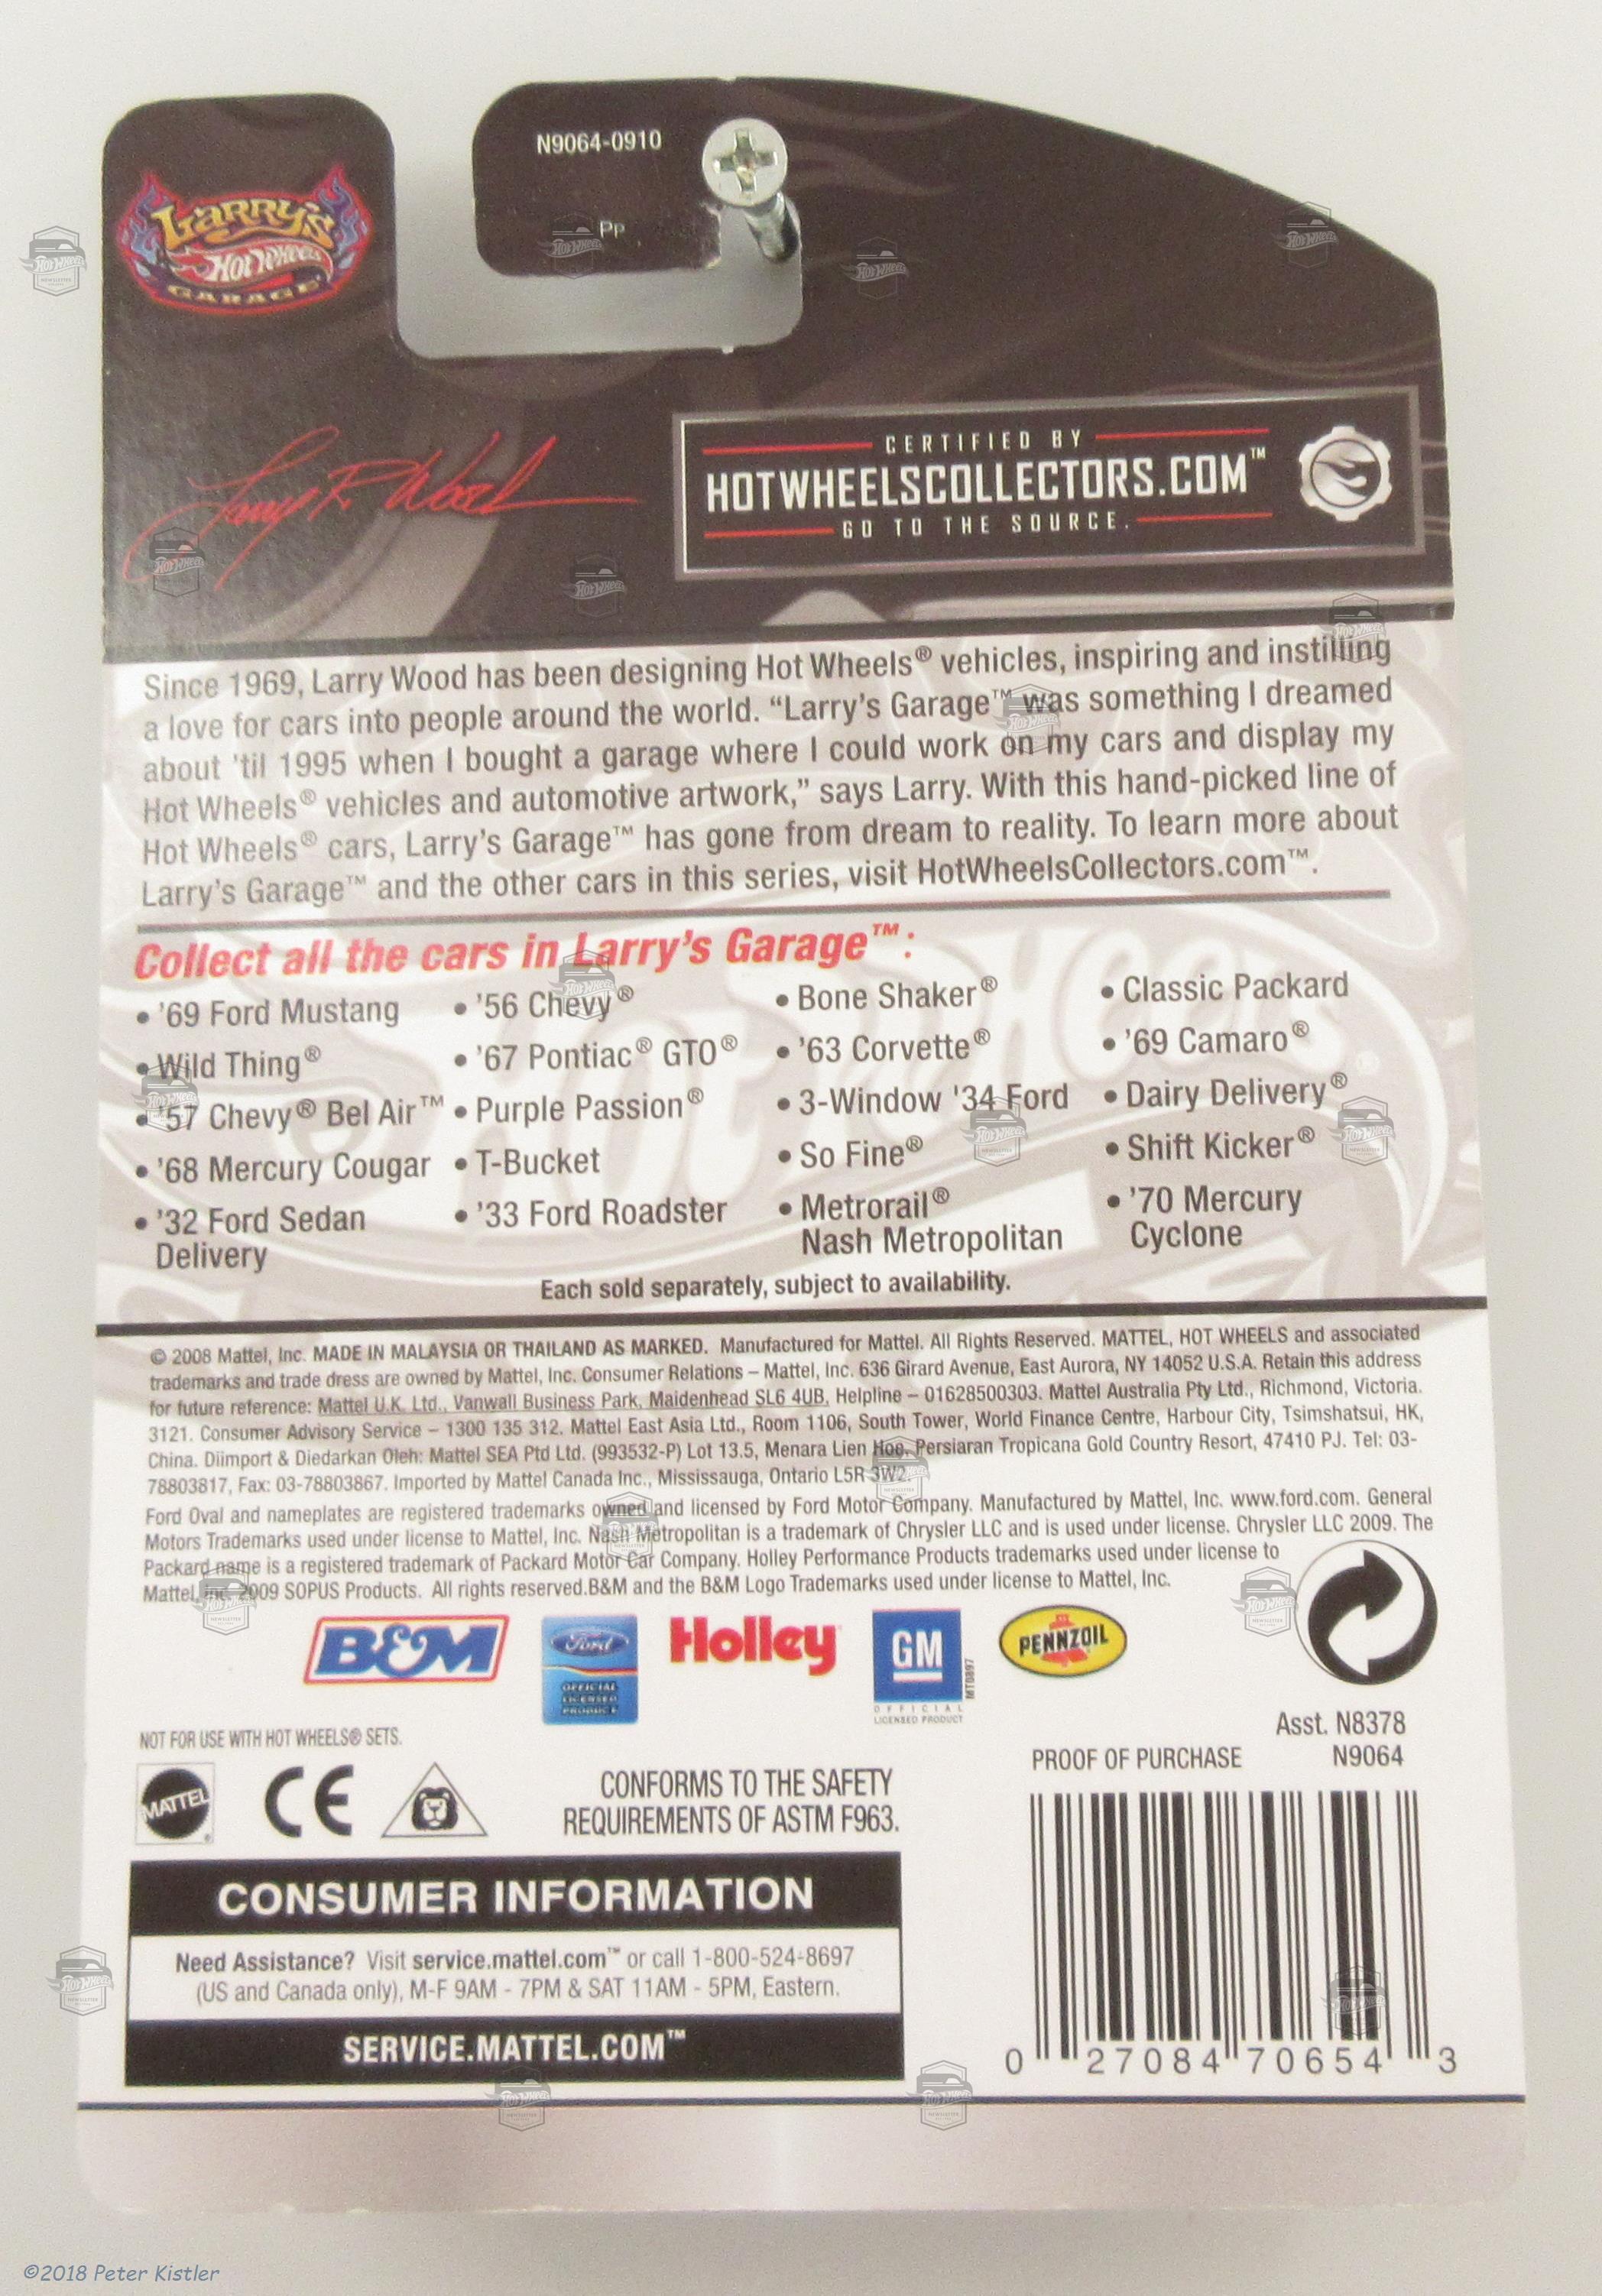 N9064-0910
Pp
Larry's
Hot Wheels
GARAGE
Larry R Wood
CERTIFIED BY
HOTWHEELSCOLLECTORS.COM™
GO TO THE SOURCE.
Since 1969, Larry Wood has been designing Hot Wheels® vehicles, inspiring and instilling
a love for cars into people around the world. “Larry’s Garage™ was something I dreamed
about 'til 1995 when I bought a garage where I could work on my cars and display my
Hot Wheels® vehicles and automotive artwork,” says Larry. With this hand-picked line of
Hot Wheels® cars, Larry’s Garage™ has gone from dream to reality. To learn more about
Larry’s Garage™ and the other cars in this series, visit HotWheelsCollectors.com™.
Collect all the cars in Larry’s Garage™:
• '69 Ford Mustang
• Wild Thing®
• '57 Chevy® Bel Air™
• '68 Mercury Cougar
• '32 Ford Sedan
Delivery
• '56 Chevy®
• '67 Pontiac® GTO®
• Purple Passion®
• T-Bucket
• '33 Ford Roadster
• Bone Shaker®
• '63 Corvette®
• 3-Window '34 Ford
• So Fine®
• Metrorail®
Nash Metropolitan
• Classic Packard
• '69 Camaro®
• Dairy Delivery®
• Shift Kicker®
• '70 Mercury
Cyclone
Each sold separately, subject to availability.
© 2008 Mattel, Inc. MADE IN MALAYSIA OR THAILAND AS MARKED. Manufactured for Mattel. All Rights Reserved. MATTEL, HOT WHEELS and associated
trademarks and trade dress are owned by Mattel, Inc. Consumer Relations – Mattel, Inc. 636 Girard Avenue, East Aurora, NY 14052 U.S.A. Retain this address
for future reference: Mattel U.K. Ltd., Vanwall Business Park, Maidenhead SL6 4UB, Helpline – 01628500303. Mattel Australia Pty Ltd., Richmond, Victoria.
3121. Consumer Advisory Service – 1300 135 312. Mattel East Asia Ltd., Room 1106, South Tower, World Finance Centre, Harbour City, Tsimshatsui, HK,
China. Diimport & Diedarkan Oleh: Mattel SEA Ptd Ltd. (993532-P) Lot 13.5, Menara Lien Hoe, Persiaran Tropicana Gold Country Resort, 47410 PJ. Tel: 03-
78803817, Fax: 03-78803867. Imported by Mattel Canada Inc., Mississauga, Ontario L5R 3W2.
Ford Oval and nameplates are registered trademarks owned and licensed by Ford Motor Company. Manufactured by Mattel, Inc. www.ford.com. General
Motors Trademarks used under license to Mattel, Inc. Nash Metropolitan is a trademark of Chrysler LLC and is used under license. Chrysler LLC 2009. The
Packard name is a registered trademark of Packard Motor Car Company. Holley Performance Products trademarks used under license to
Mattel, Inc. 2009 SOPUS Products. All rights reserved.B&M and the B&M Logo Trademarks used under license to Mattel, Inc.
B&M
Ford
OFFICIAL
LICENSED
PRODUCT
Holley
GM
OFFICIAL
LICENSED PRODUCT
MT0897
PENNZOIL
NOT FOR USE WITH HOT WHEELS® SETS.
Asst. N8378
PROOF OF PURCHASE N9064
MATTEL
CE
CONFORMS TO THE SAFETY
REQUIREMENTS OF ASTM F963.
CONSUMER INFORMATION
Need Assistance? Visit service.mattel.com™ or call 1-800-524-8697
(US and Canada only), M-F 9AM - 7PM & SAT 11AM - 5PM, Eastern.
SERVICE.MATTEL.COM™
0 27084 70654 3
©2018 Peter Kistler